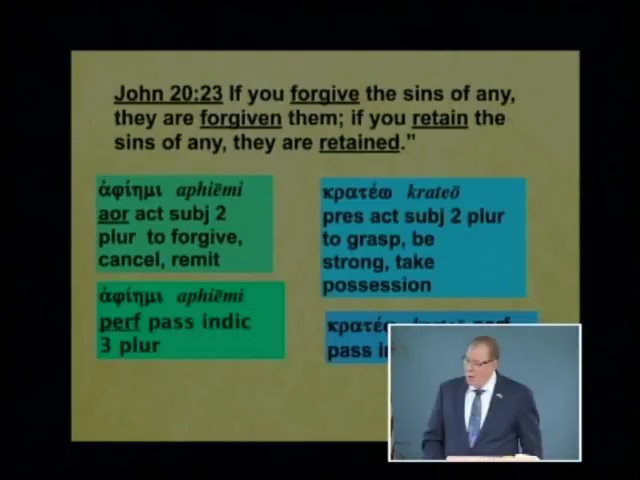 John 20:23 If you forgive the sins of any,
they are forgiven them; if you retain the
sins of any, they are retained.”
ἀφίημι aphiēmi
aor act subj 2
plur to forgive,
cancel, remit
ἀφίημι aphiēmi
perf pass indic
3 plur
κρατέω krateō
pres act subj 2 plur
to grasp, be
strong, take
possession
pass